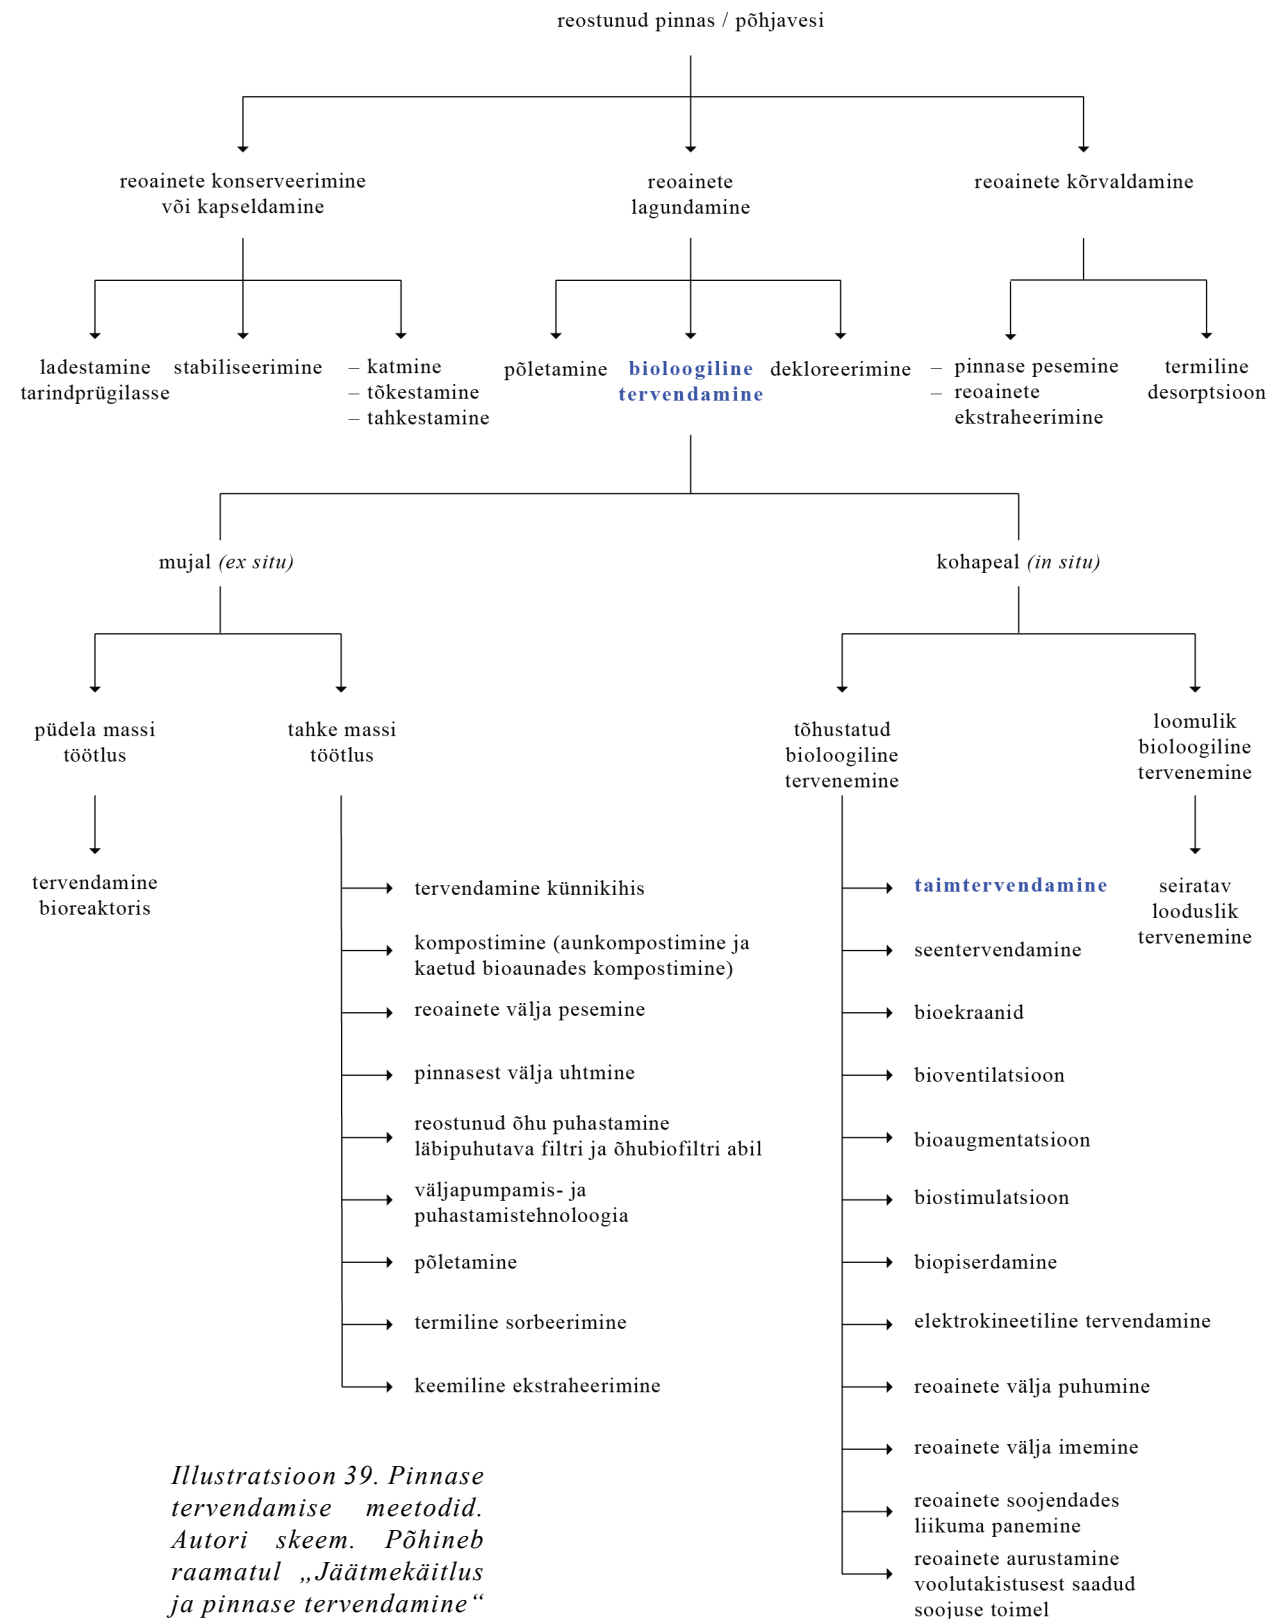 reostunud pinnas / põhjavesi
reoainete konserveerimine
või kapseldamine
reoainete
lagundamine
reoainete kõrvaldamine
ladestamine
tarindprügilasse
stabiliseerimine
– katmine
– tõkestamine
– tahkestamine
põletamine
bioloogiline
tervendamine
dekloreerimine
– pinnase pesemine
– reoainete
ekstraheerimine
termiline
desorptsioon
mujal (ex situ)
kohapeal (in situ)
püdela massi
töötlus
tahke massi
töötlus
tõhustatud
bioloogiline
tervenemine
loomulik
bioloogiline
tervenemine
tervendamine
bioreaktoris
tervendamine künnikihis
kompostimine (aunkompostimine ja
kaetud bioaunades kompostimine)
reoainete välja pesemine
pinnasest välja uhtmine
reostunud õhu puhastamine
läbipuhutava filtri ja õhubiofiltri abil
väljapumpamis- ja
puhastamistehnoloogia
põletamine
termiline sorbeerimine
keemiline ekstraheerimine
taimtervendamine
seentervendamine
bioekraanid
bioventilatsioon
bioaugmentatsioon
biostimulatsioon
biopiserdamine
elektrokineetiline tervendamine
reoainete välja puhumine
reoainete välja imemine
reoainete soojendades
liikuma panemine
reoainete aurustamine
voolutakistusest saadud
soojuse toimel
seiratav
looduslik
tervenemine
Illustratsioon 39. Pinnase
tervendamise meetodid.
Autori skeem. Põhineb
raamatul „Jäätmekäitlus
ja pinnase tervendamine“